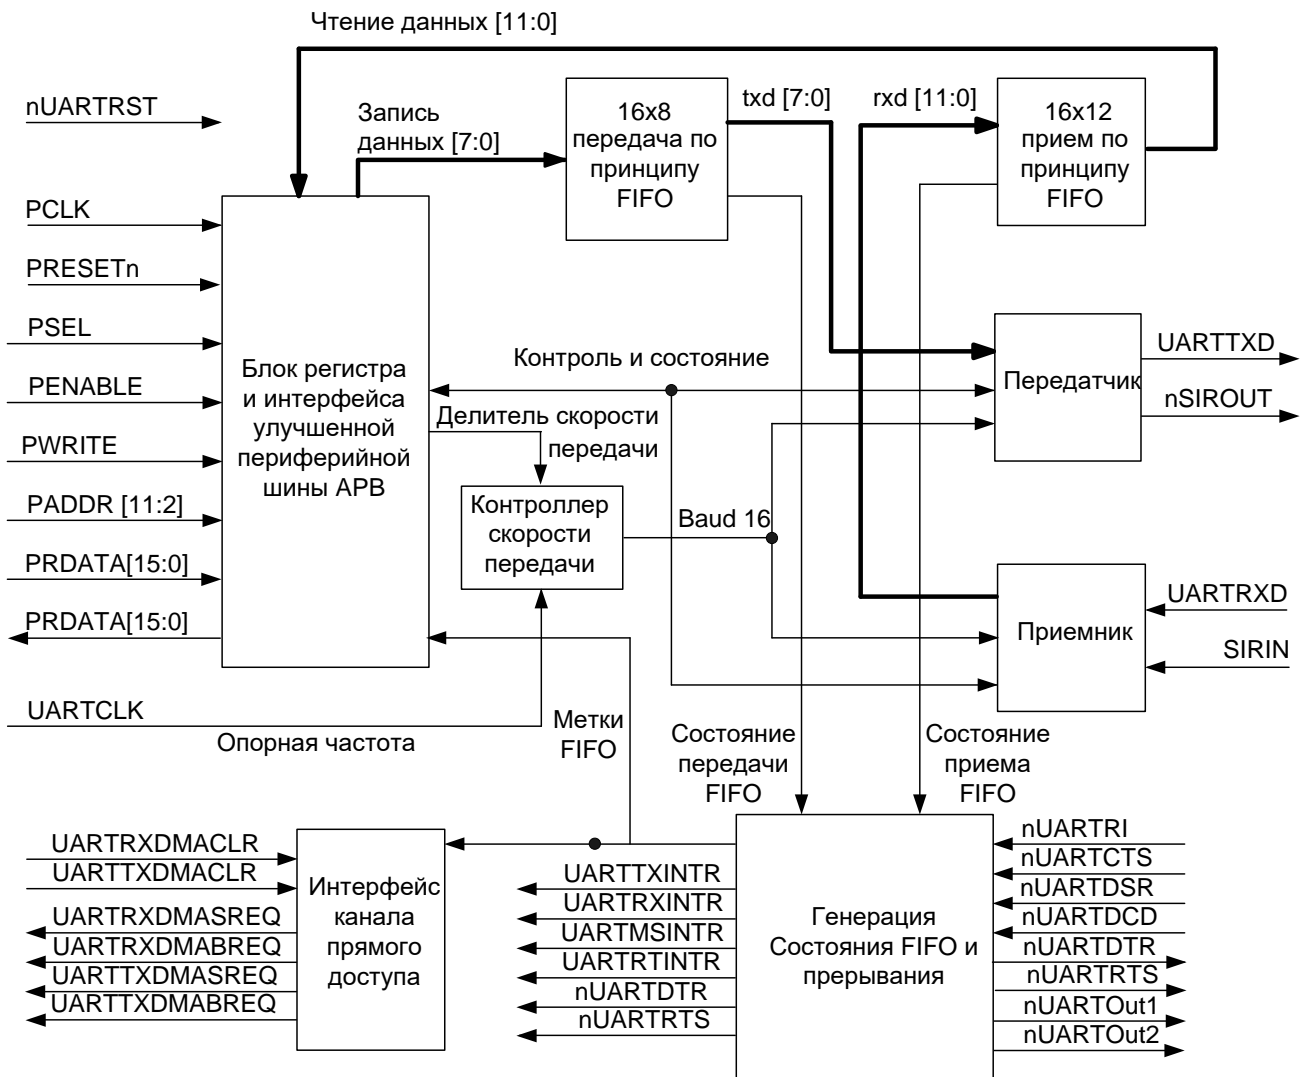 Чтение данных [11:0]
nUARTRST
Запись
данных [7:0]
16x8
передача по
принципу
FIFO
txd [7:0]
rxd [11:0]
16x12
прием по
принципу
FIFO
PCLK
PRESETn
PSEL
PENABLE
PWRITE
PADDR [11:2]
PRDATA[15:0]
PRDATA[15:0]
Блок регистра
и интерфейса
улучшенной
периферийной
шины APB
Контроль и состояние
Делитель скорости
передачи
Контроллер
скорости
передачи
Baud 16
Передатчик
UARTTXD
nSIROUT
Приемник
UARTRXD
SIRIN
UARTCLK
Опорная частота
Метки
FIFO
Состояние
передачи
FIFO
Состояние
приема
FIFO
UARTRXDMACLR
UARTTXDMACLR
UARTRXDMASREQ
UARTRXDMABREQ
UARTTXDMASREQ
UARTTXDMABREQ
Интерфейс
канала
прямого
доступа
UARTTXINTR
UARTRXINTR
UARTMSINTR
UARTRTINTR
nUARTDTR
nUARTRTS
Генерация
Состояния FIFO и
прерывания
nUARTRI
nUARTCTS
nUARTDSR
nUARTDCD
nUARTDTR
nUARTRTS
nUARTOut1
nUARTOut2